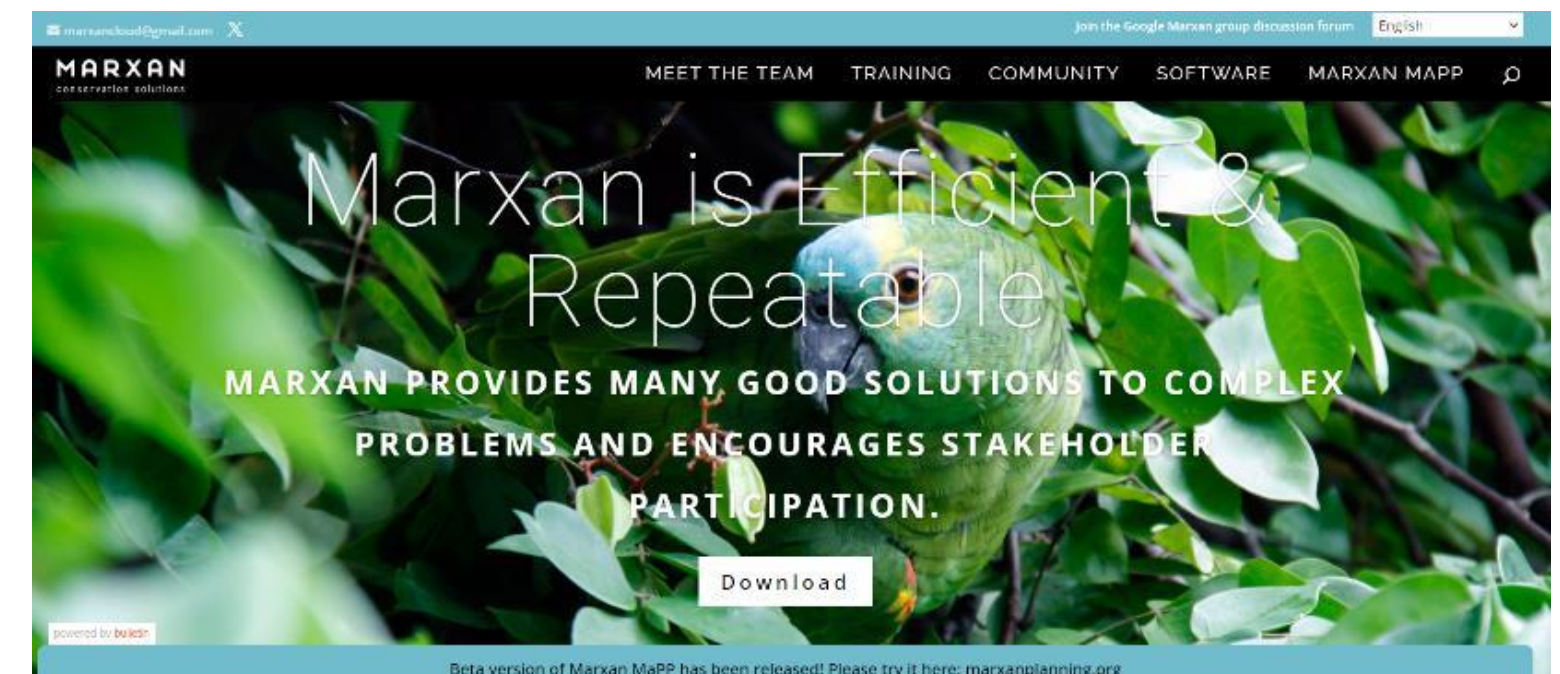 marxancloud@gmail.com X
Join the Google Marxan group discussion forum
English
MARXAN
conservation solutions
MEET THE TEAM TRAINING COMMUNITY SOFTWARE MARXAN MAPP
Marxan is Efficient &
Repeatable
MARXAN PROVIDES MANY GOOD SOLUTIONS TO COMPLEX
PROBLEMS AND ENCOURAGES STAKEHOLDER
PARTICIPATION.
Download
powered by bulletin
Beta version of Marxan MaPP has been released! Please try it here: marxanplanning.org